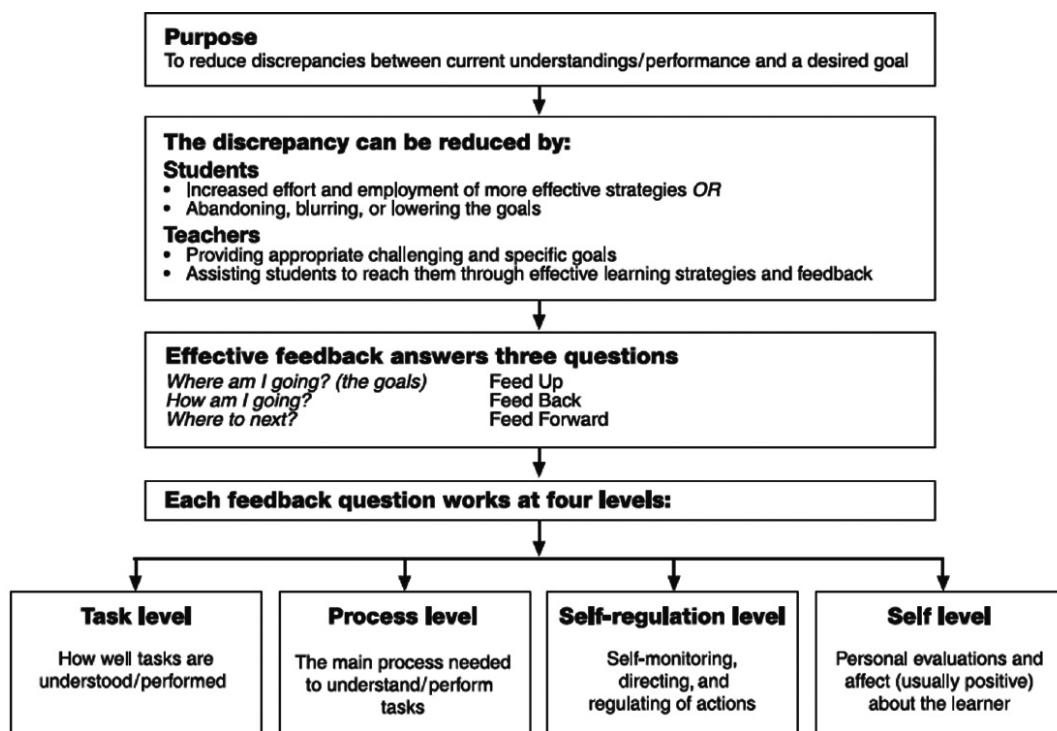 Purpose
To reduce discrepancies between current understandings/performance and a desired goal
The discrepancy can be reduced by:
Students
• Increased effort and employment of more effective strategies OR
• Abandoning, blurring, or lowering the goals
Teachers
• Providing appropriate challenging and specific goals
• Assisting students to reach them through effective learning strategies and feedback
Effective feedback answers three questions
Where am I going? (the goals) Feed Up
How am I going? Feed Back
Where to next? Feed Forward
Each feedback question works at four levels:
Task level
How well tasks are
understood/performed
Process level
The main process needed
to understand/perform
tasks
Self-regulation level
Self-monitoring,
directing, and
regulating of actions
Self level
Personal evaluations and
affect (usually positive)
about the learner